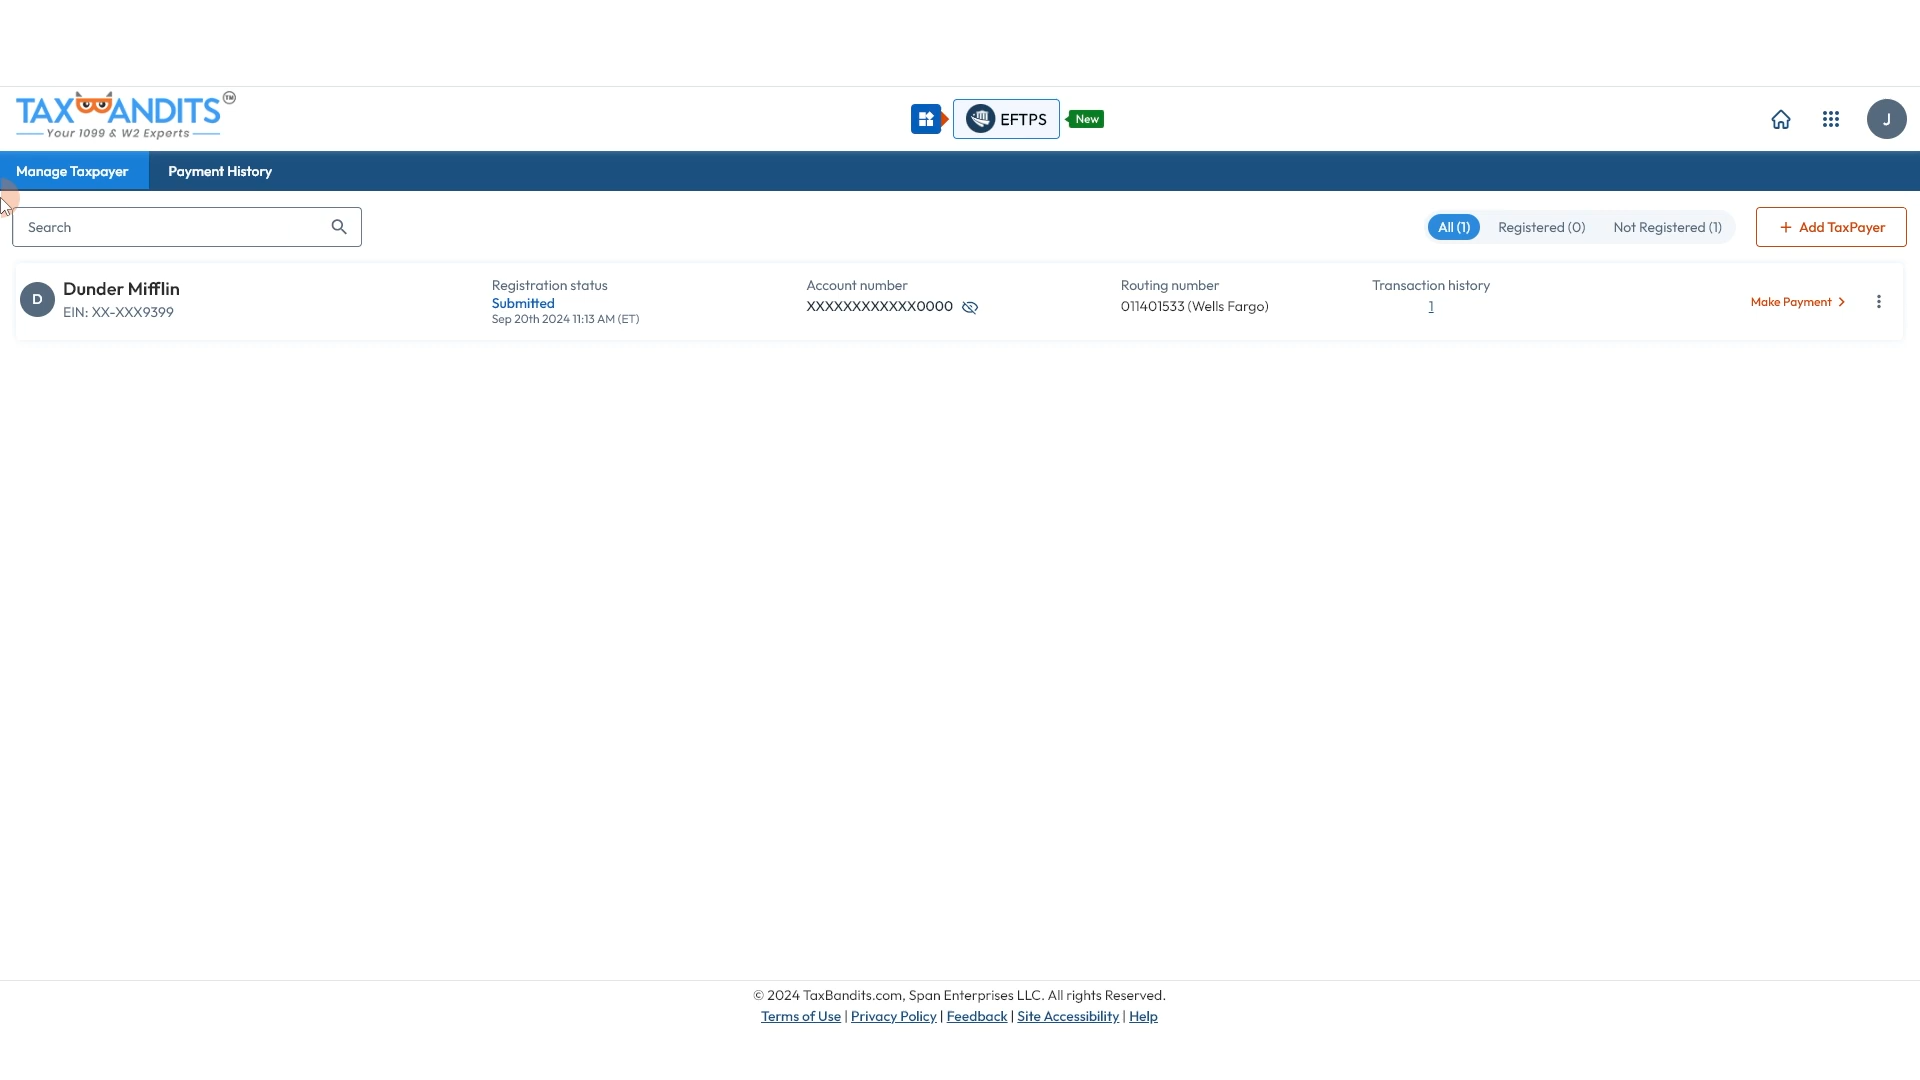 TAXBANDITS TM
Your 1099 & W2 Experts
EFTPS
New
J
Manage Taxpayer
Payment History
Search
All (1)
Registered (0)
Not Registered (1)
+ Add TaxPayer
D
Dunder Mifflin
EIN: XX-XXX9399
Registration status
Submitted
Sep 20th 2024 11:13 AM (ET)
Account number
XXXXXXXXXXXXX0000
Routing number
011401533 (Wells Fargo)
Transaction history
1
Make Payment
© 2024 TaxBandits.com, Span Enterprises LLC. All rights Reserved.
Terms of Use | Privacy Policy | Feedback | Site Accessibility | Help